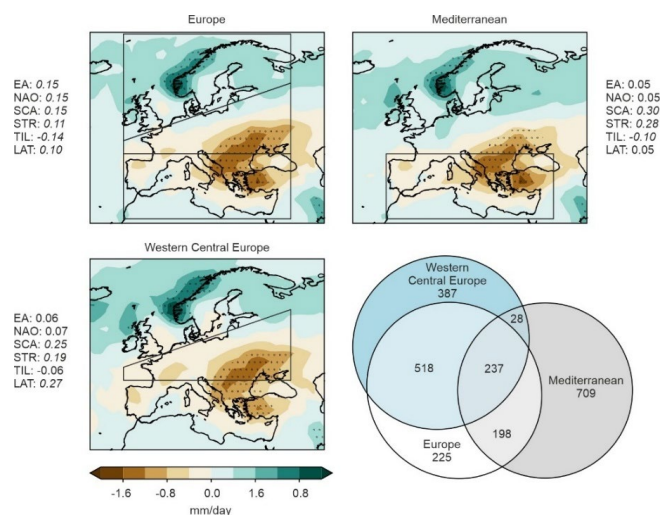 Europe
Mediterranean
EA: 0.15
NAO: 0.15
SCA: 0.15
STR: 0.11
TIL: -0.14
LAT: 0.10
EA: 0.05
NAO: 0.05
SCA: 0.30
STR: 0.28
TIL: -0.10
LAT: 0.05
Western Central Europe
EA: 0.06
NAO: 0.07
SCA: 0.25
STR: 0.19
TIL: -0.06
LAT: 0.27
-1.6 -0.8 0.0 1.6 0.8
mm/day
Western
Central Europe
387
28
518
237
Mediterranean
709
198
Europe
225